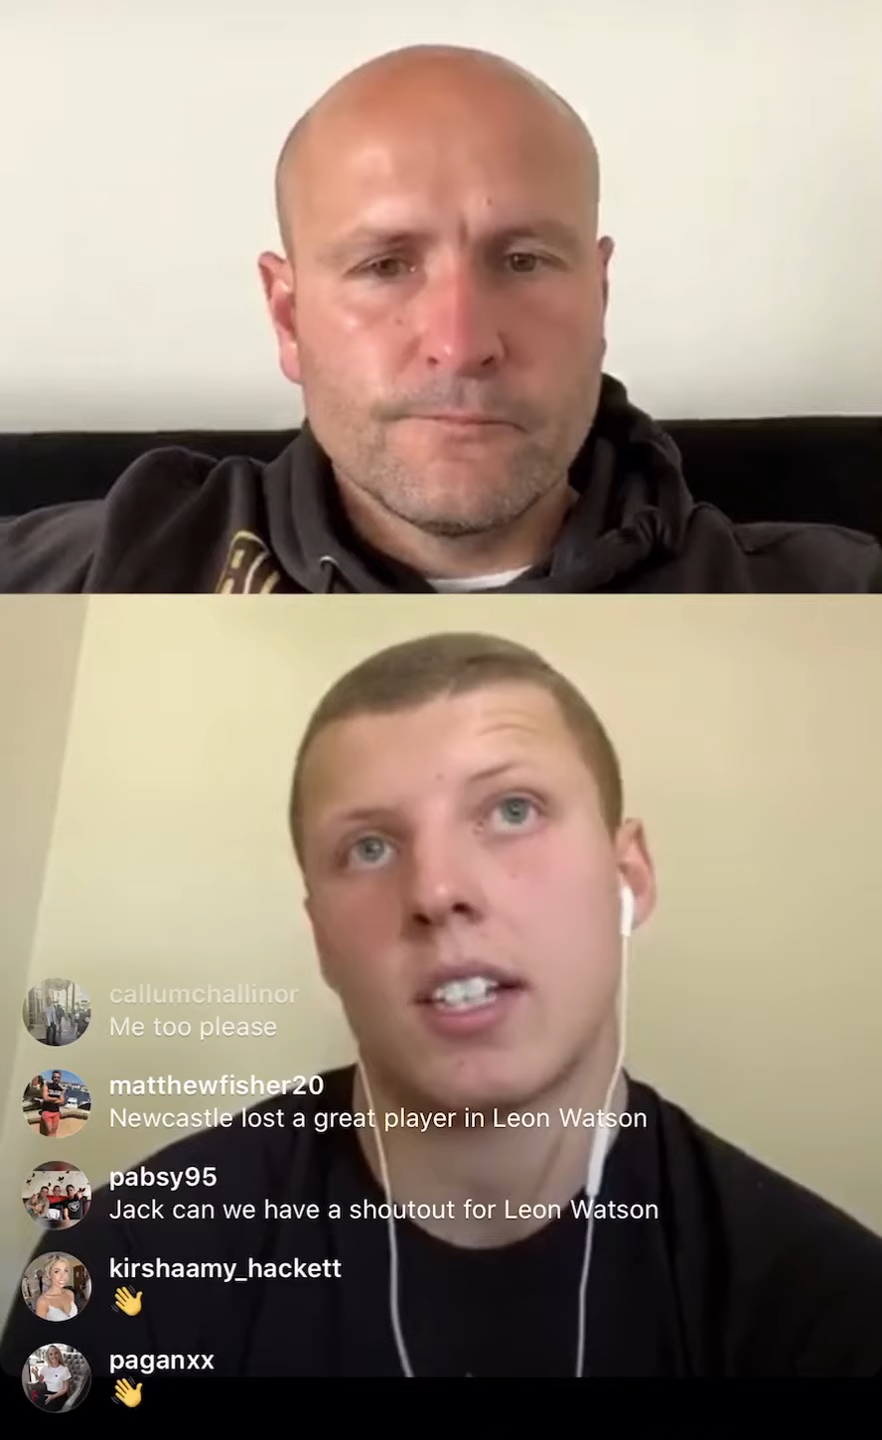 callumchallinor
Me too please
matthewfisher20
Newcastle lost a great player in Leon Watson
pabsy95
Jack can we have a shoutout for Leon Watson
kirshaamy_hackett
👋
paganxx
👋